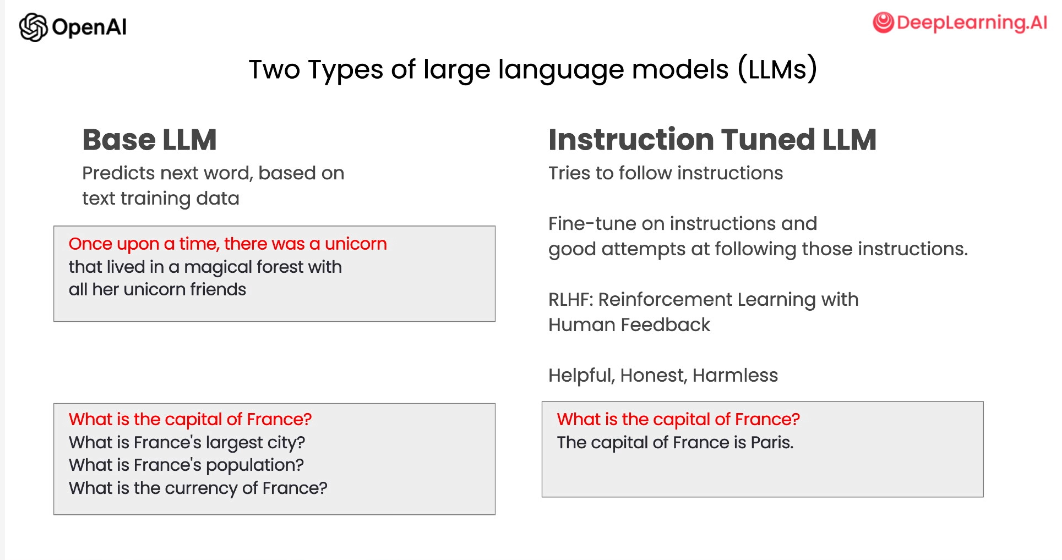 OpenAI
DeepLearning.AI
Two Types of large language models (LLMs)
Base LLM
Predicts next word, based on
text training data
Once upon a time, there was a unicorn
that lived in a magical forest with
all her unicorn friends
What is the capital of France?
What is France's largest city?
What is France's population?
What is the currency of France?
Instruction Tuned LLM
Tries to follow instructions
Fine-tune on instructions and
good attempts at following those instructions.
RLHF: Reinforcement Learning with
Human Feedback
Helpful, Honest, Harmless
What is the capital of France?
The capital of France is Paris.